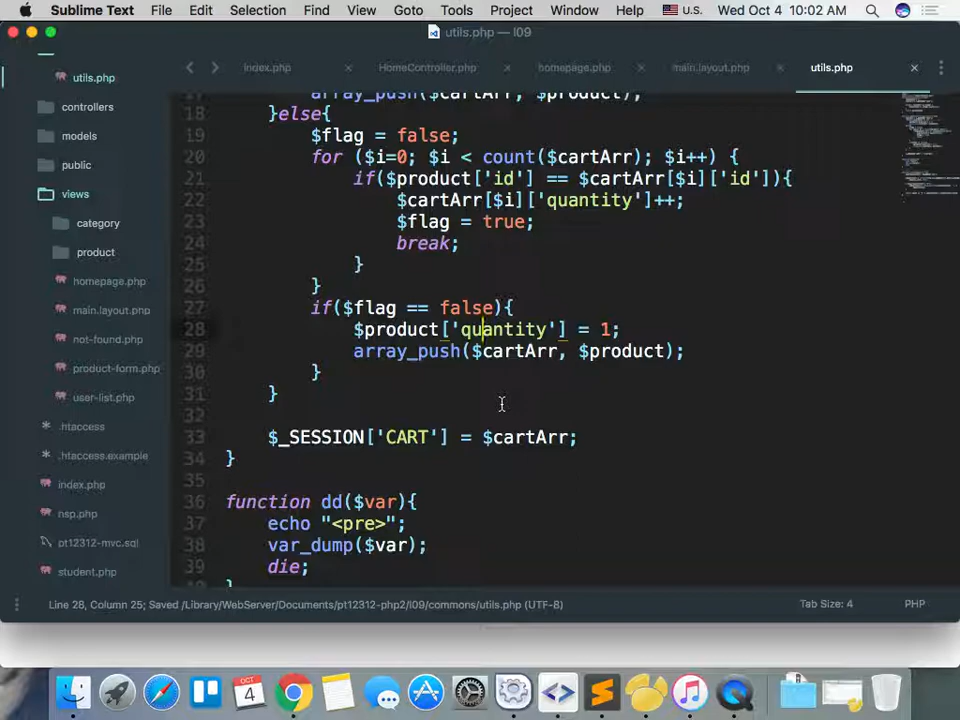 Sublime Text File Edit Selection Find View Goto Tools Project Window Help U.S. Wed Oct 4 10:02 AM
utils.php — l09
index.php × HomeController.php × homepage.php × main.layout.php × utils.php ×
utils.php
controllers
models
public
views
category
product
homepage.php
main.layout.php
not-found.php
product-form.php
user-list.php
.htaccess
.htaccess.example
index.php
nsp.php
pt12312-mvc.sql
student.php
17 array_push($cartArr, $product);
18 }else{
19 $flag = false;
20 for ($i=0; $i < count($cartArr); $i++) {
21 if($product['id'] == $cartArr[$i]['id']){
22 $cartArr[$i]['quantity']++;
23 $flag = true;
24 break;
25 }
26 }
27 if($flag == false){
28 $product['quantity'] = 1;
29 array_push($cartArr, $product);
30 }
31 }
32
33 $_SESSION['CART'] = $cartArr;
34 }
35
36 function dd($var){
37 echo "<pre>";
38 var_dump($var);
39 die;
}
Line 28, Column 25; Saved /Library/WebServer/Documents/pt12312-php2/l09/commons/utils.php (UTF-8) Tab Size: 4 PHP
OCT
4